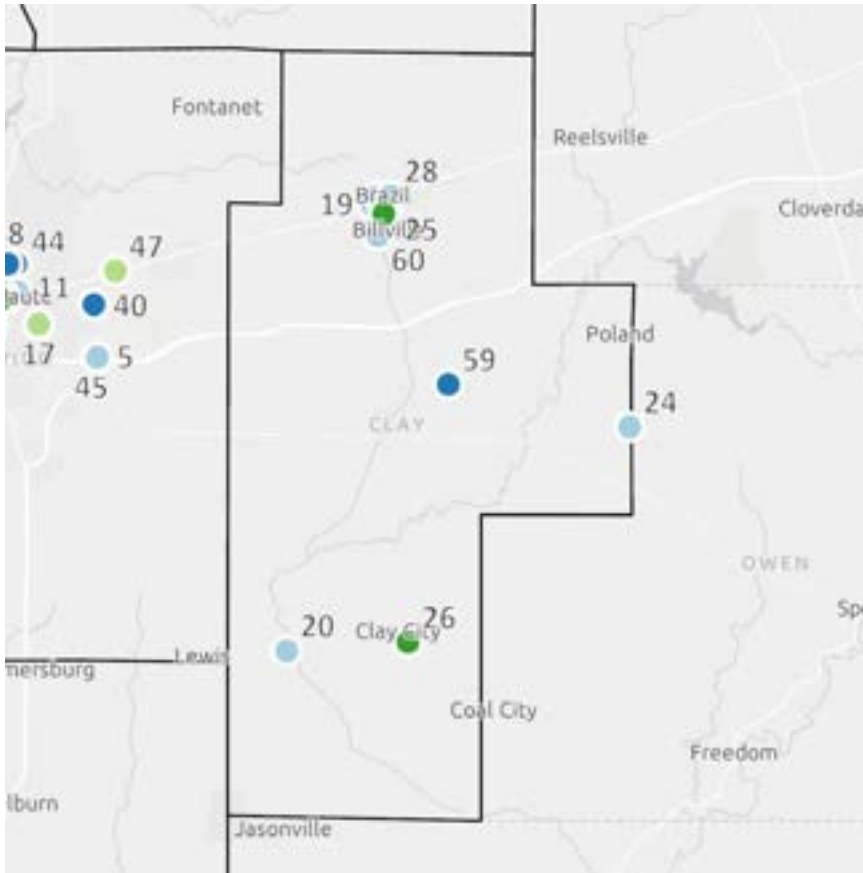 Fontanet
Reelsville
28
Brazil
19
Cloverda
25
Billville
60
8
44
47
11
40
17
5
45
Poland
59
24
CLAY
OWEN
20
26
Clay City
Spe
Lewis
mersburg
Coal City
Freedom
lburn
Jasonville